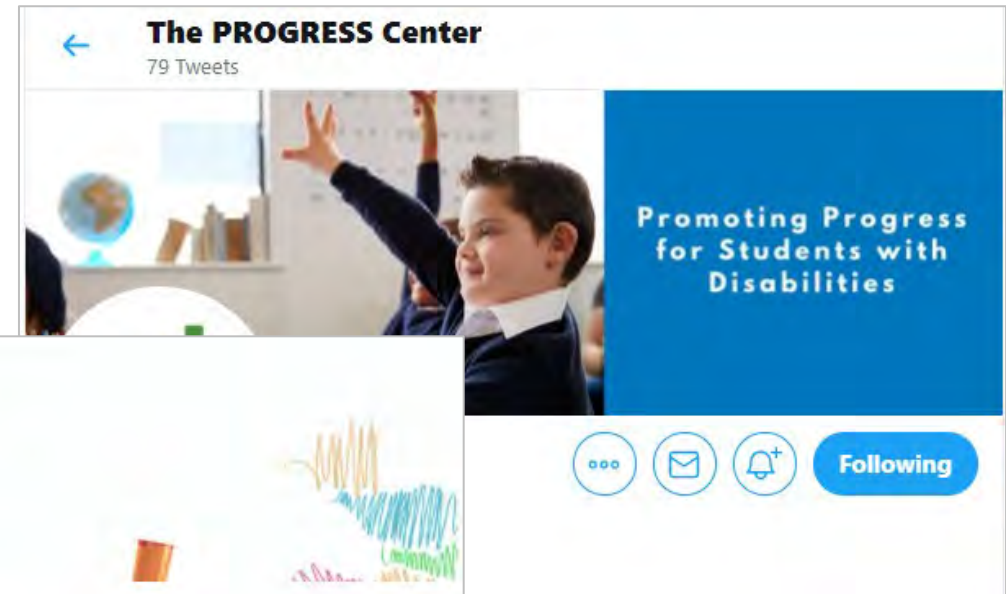 The PROGRESS Center
79 Tweets
Promoting Progress
for Students with
Disabilities
Following